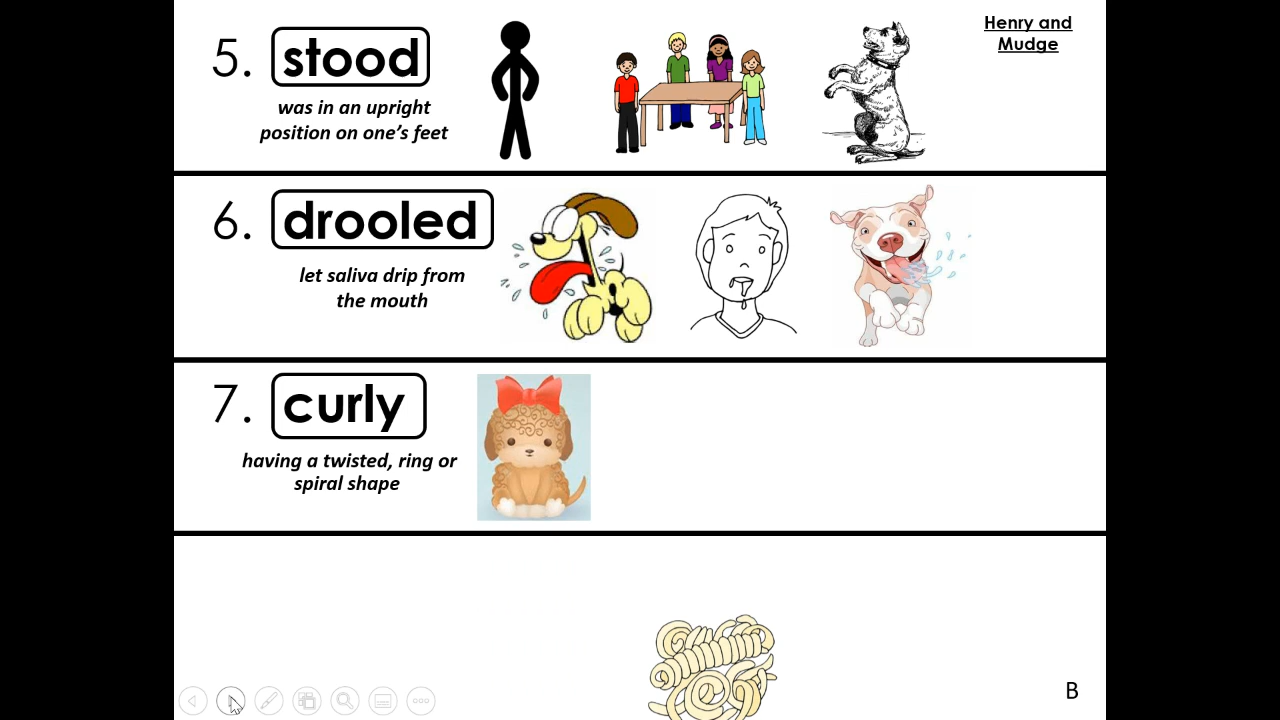 Henry and
Mudge
5. stood
was in an upright
position on one's feet
6. drooled
let saliva drip from
the mouth
7. curly
having a twisted, ring or
spiral shape
B